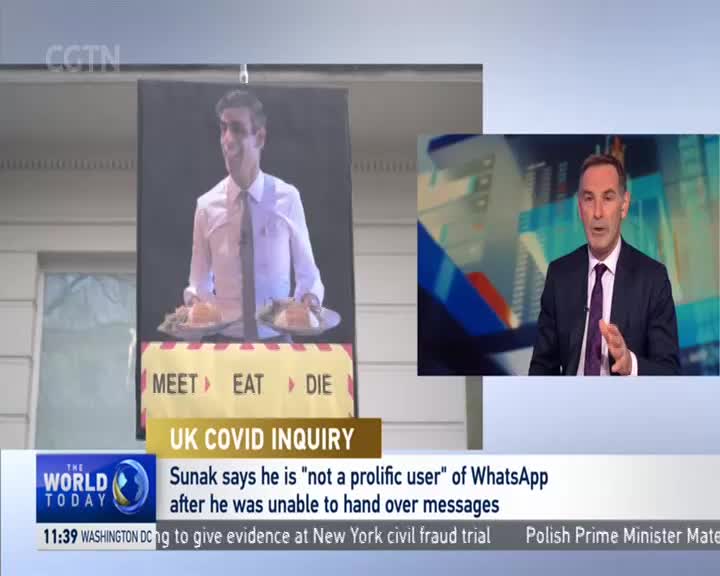 CGTN
MEET EAT DIE
UK COVID INQUIRY
Sunak says he is "not a prolific user" of WhatsApp
after he was unable to hand over messages
THE
WORLD
TODAY
11:39 WASHINGTON DC
ng to give evidence at New York civil fraud trial Polish Prime Minister Mate